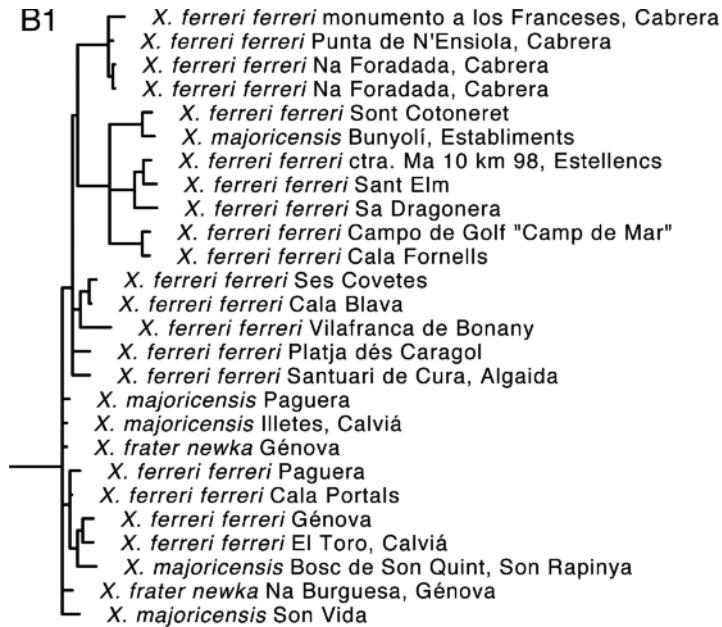 B1
X. ferreri ferreri monumento a los Franceses, Cabrera
X. ferreri ferreri Punta de N'Ensiola, Cabrera
X. ferreri ferreri Na Foradada, Cabrera
X. ferreri ferreri Na Foradada, Cabrera
X. ferreri ferreri Sont Cotoneret
X. majoricensis Bunyolí, Establiments
X. ferreri ferreri ctra. Ma 10 km 98, Estellencs
X. ferreri ferreri Sant Elm
X. ferreri ferreri Sa Dragonera
X. ferreri ferreri Campo de Golf "Camp de Mar"
X. ferreri ferreri Cala Fornells
X. ferreri ferreri Ses Covetes
X. ferreri ferreri Cala Blava
X. ferreri ferreri Vilafranca de Bonany
X. ferreri ferreri Platja dés Caragol
X. ferreri ferreri Santuari de Cura, Algaida
X. majoricensis Paguera
X. majoricensis Illetes, Calviá
X. frater newka Génova
X. ferreri ferreri Paguera
X. ferreri ferreri Cala Portals
X. ferreri ferreri Génova
X. ferreri ferreri El Toro, Calviá
X. majoricensis Bosc de Son Quint, Son Rapinya
X. frater newka Na Burguesa, Génova
X. majoricensis Son Vida